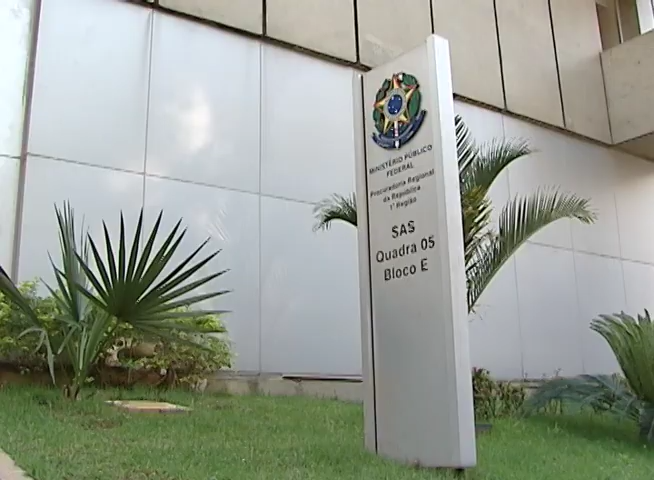 MINISTÉRIO PÚBLICO
FEDERAL
Procuradoria Regional
da República
1ª Região
SAS
Quadra 05
Bloco E